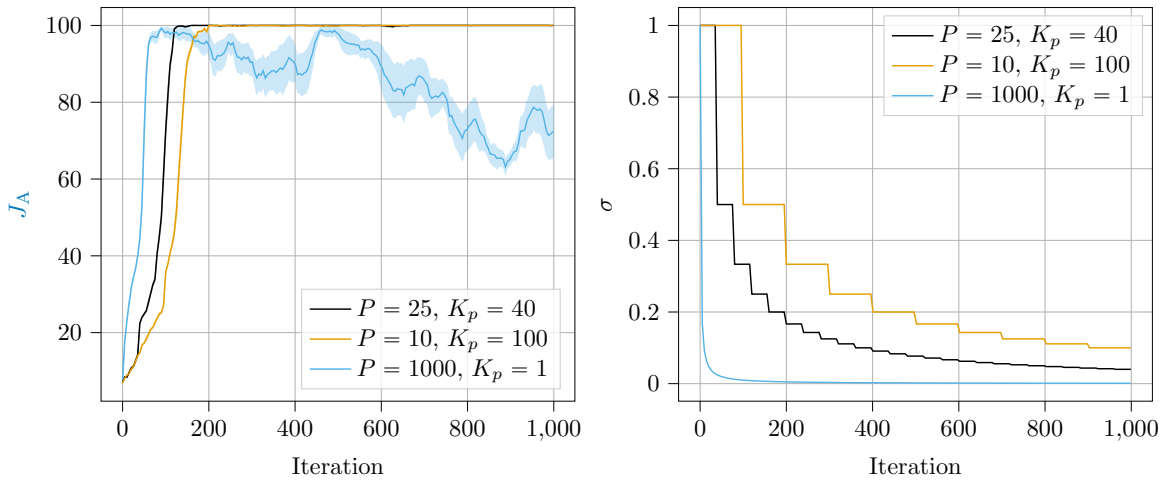 100
80
60
40
20
J_A
0
200
400
600
800
1,000
Iteration
P = 25, K_p = 40
P = 10, K_p = 100
P = 1000, K_p = 1
1
0.8
0.6
0.4
0.2
0
σ
0
200
400
600
800
1,000
Iteration
P = 25, K_p = 40
P = 10, K_p = 100
P = 1000, K_p = 1